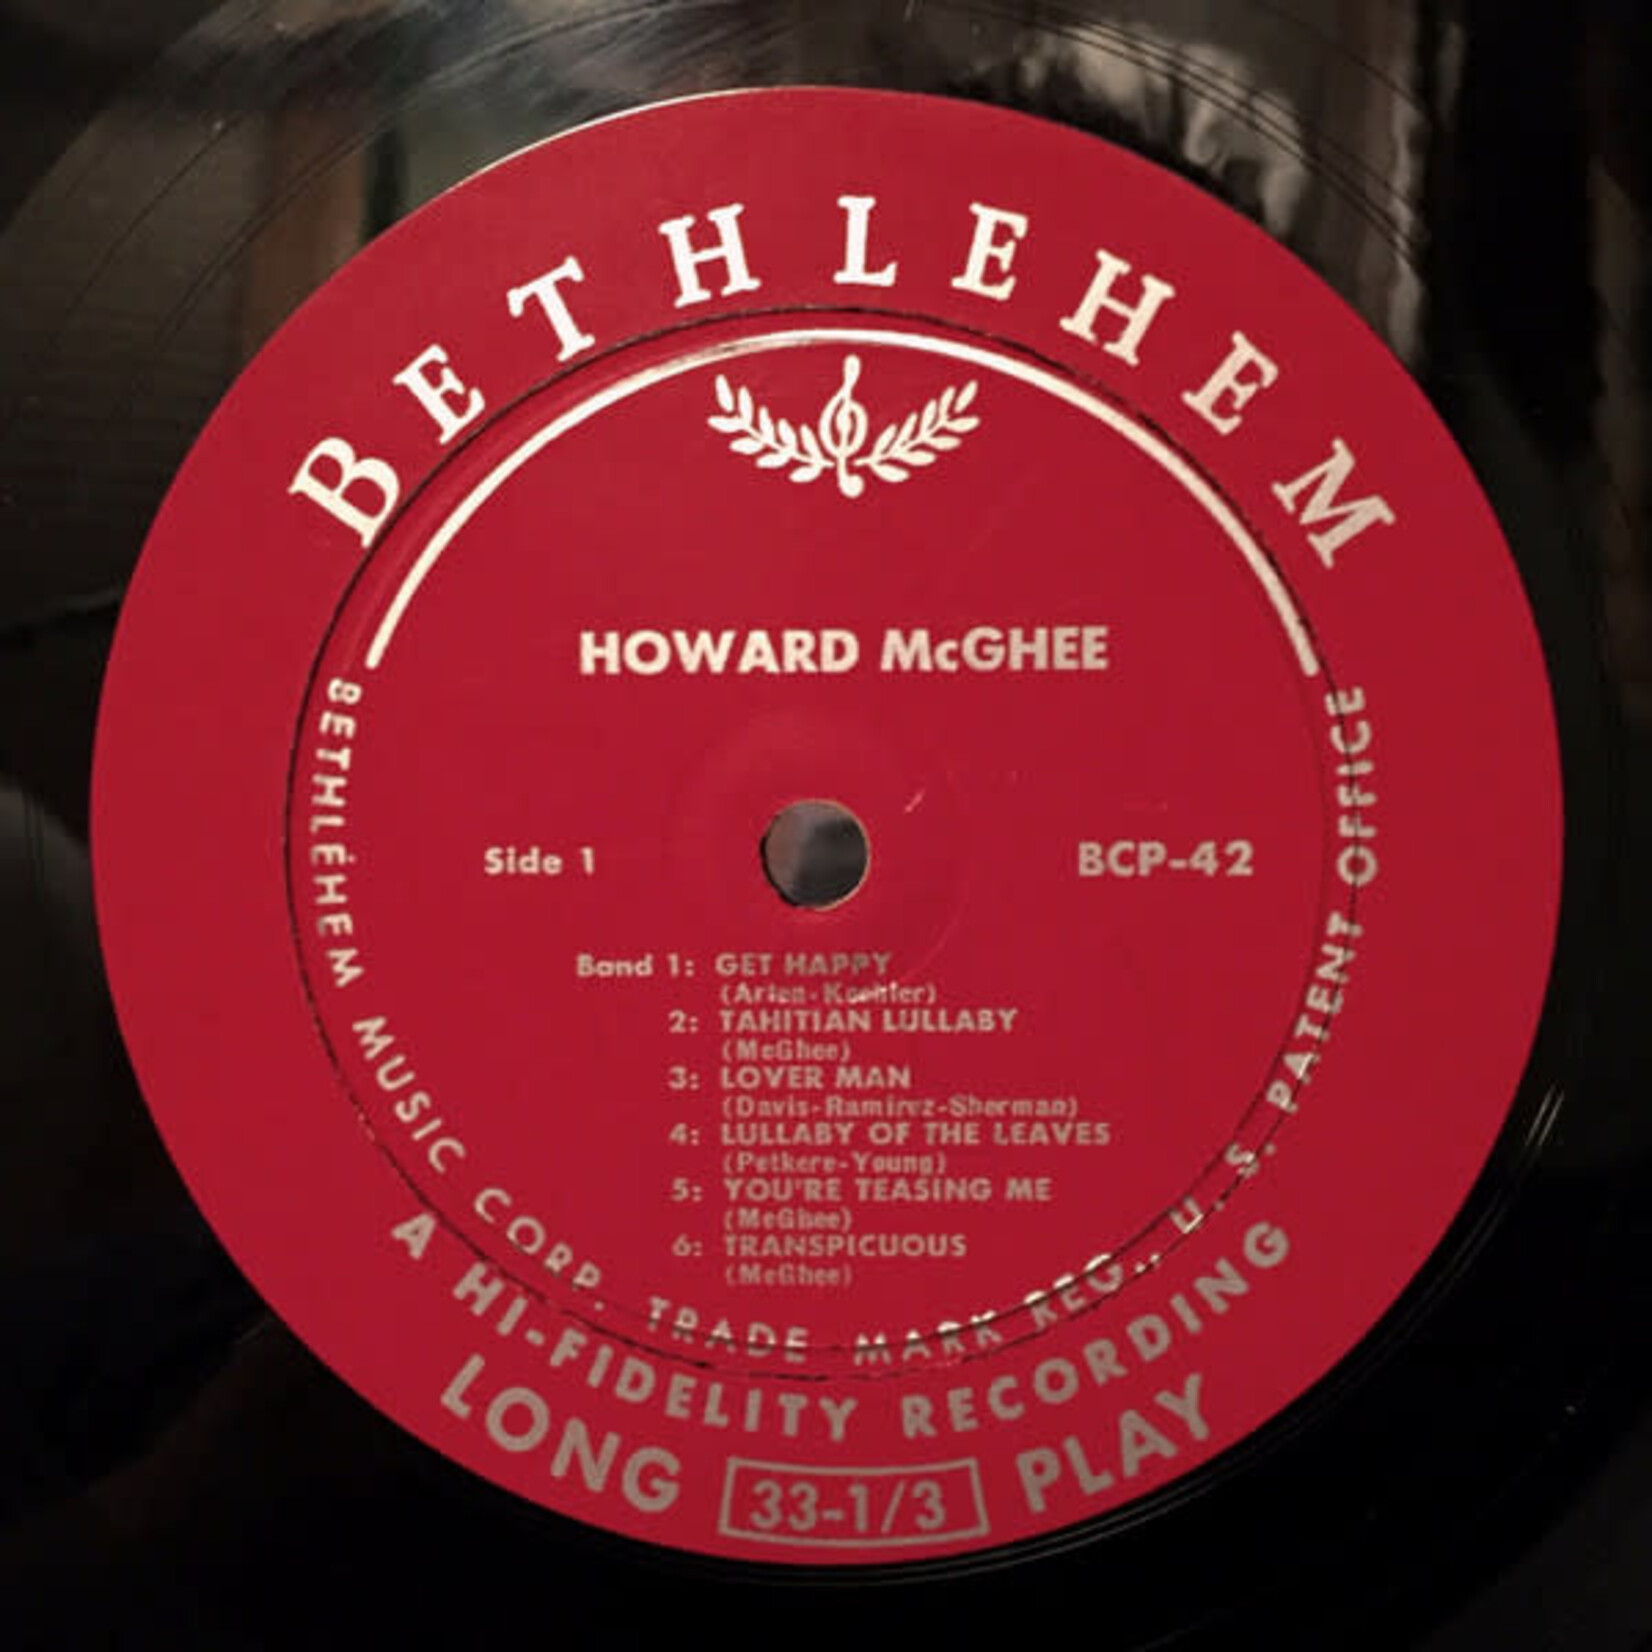 BETHLEHEM
HOWARD McGHEE
Side 1
BCP-42
Band 1: GET HAPPY
(Arlen-Koehler)
2: TAHITIAN LULLABY
(McGhee)
3: LOVER MAN
(Davis-Ramirez-Sherman)
4: LULLABY OF THE LEAVES
(Petkere-Young)
5: YOU'RE TEASING ME
(McGhee)
6: TRANSPICUOUS
(McGhee)
BETHLEHEM MUSIC CORP. TRADE MARK REG., U.S. PATENT OFFICE
A HI-FIDELITY RECORDING
LONG 33-1/3 PLAY